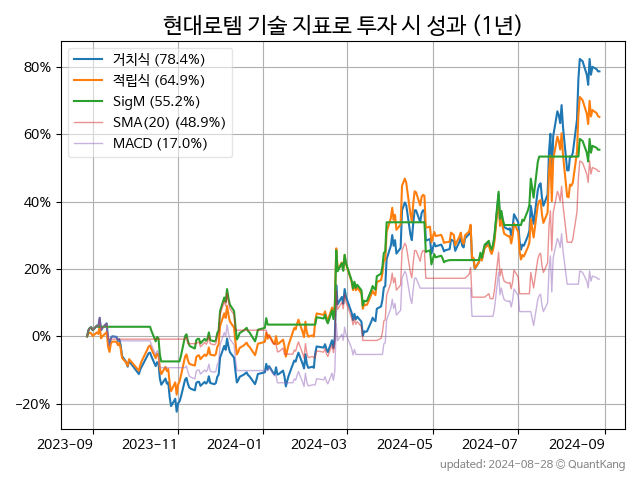 현대로템 기술 지표로 투자 시 성과 (1년)
거치식 (78.4%)
적립식 (64.9%)
SigM (55.2%)
SMA(20) (48.9%)
MACD (17.0%)
80%
60%
40%
20%
0%
−20%
2023-09 2023-11 2024-01 2024-03 2024-05 2024-07 2024-09
updated: 2024-08-28 © QuantKang